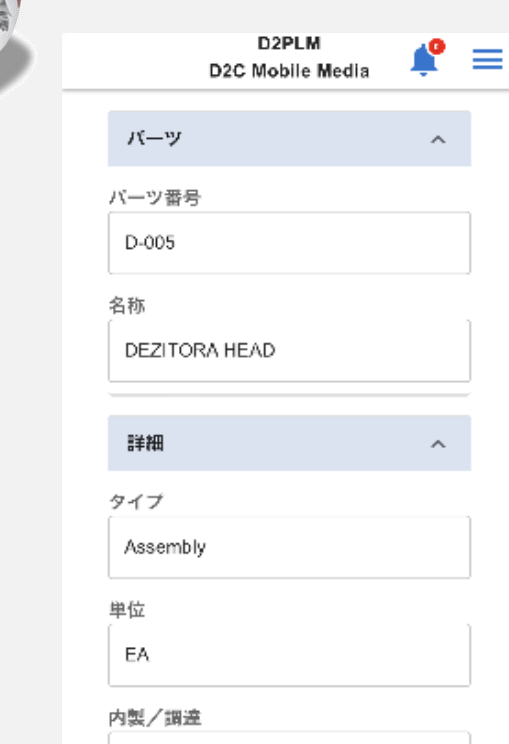 D2PLM
D2C Mobile Media
パーツ
パーツ番号
D-005
名称
DEZITORA HEAD
詳細
タイプ
Assembly
単位
EA
内製／調達